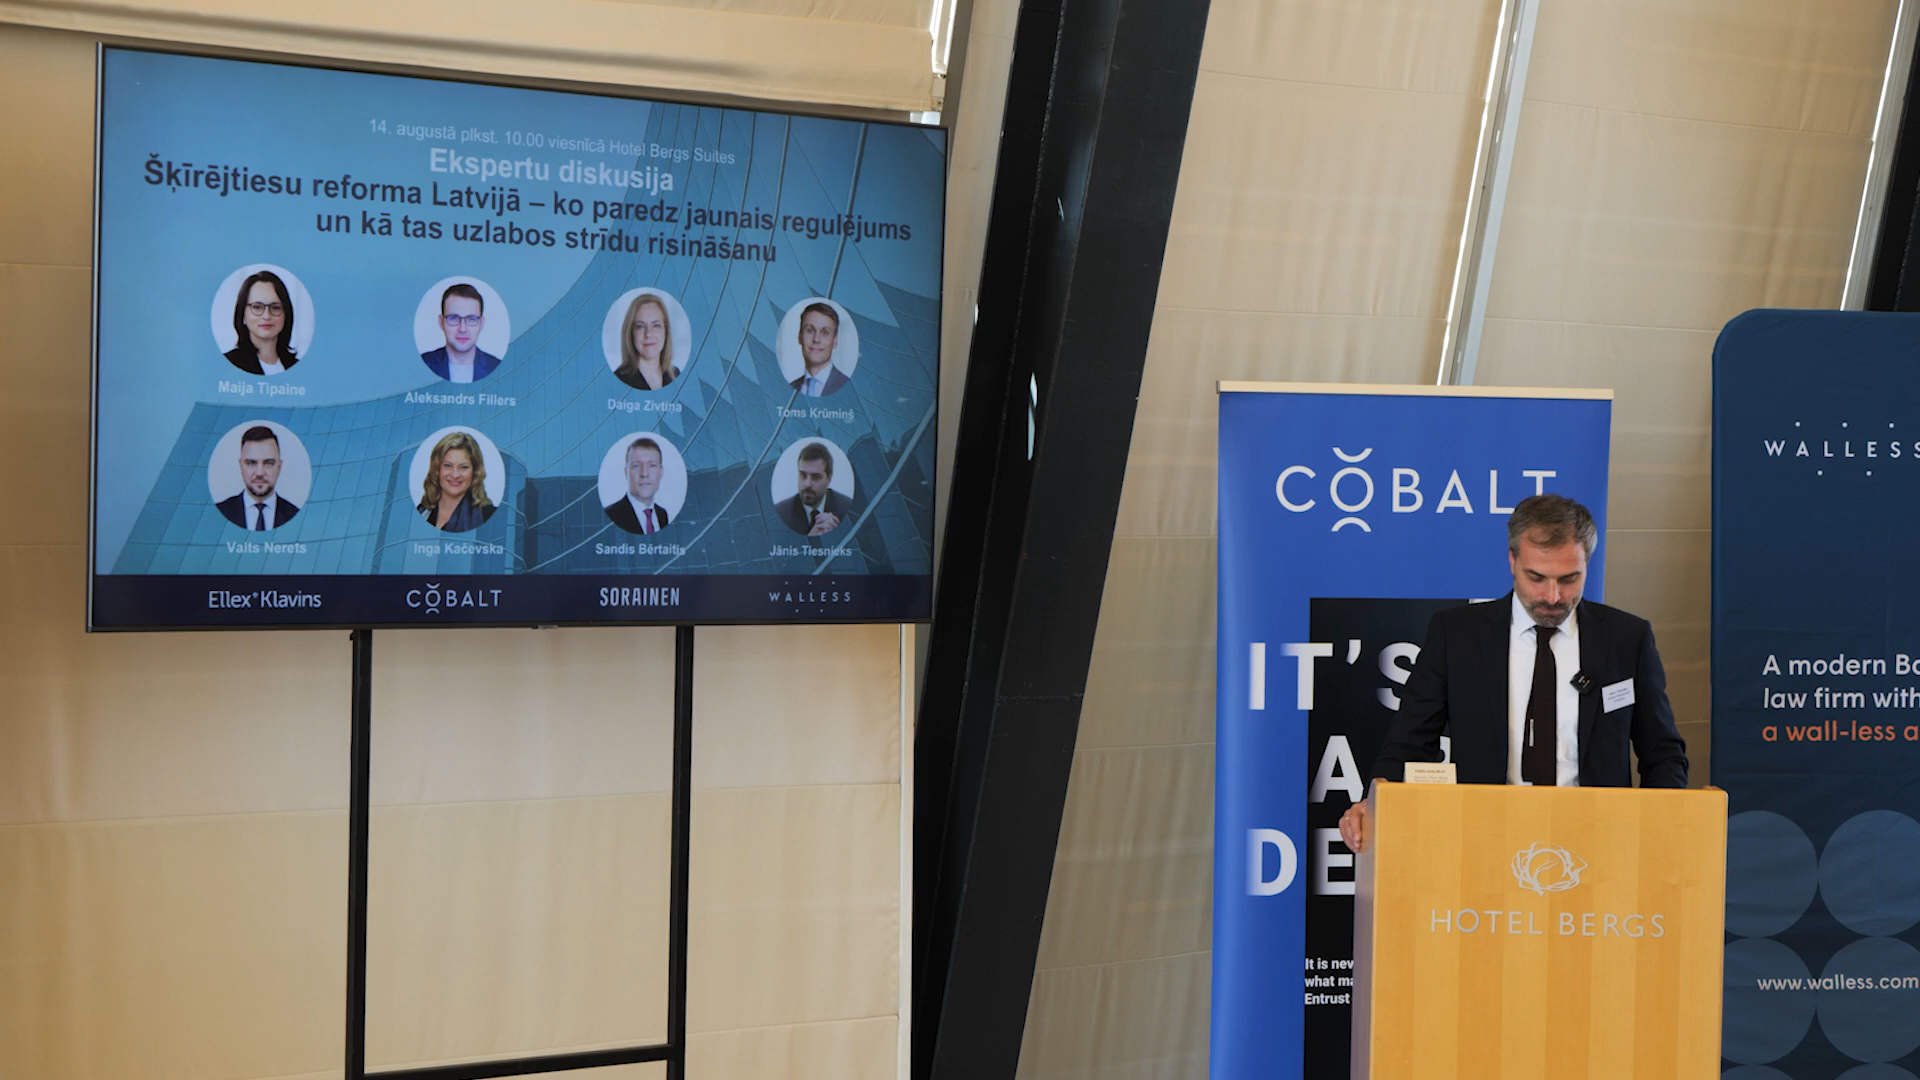 14. augustā plkst. 10.00 viesnīcā Hotel Bergs Suites
Ekspertu diskusija
Šķīrējtiesu reforma Latvijā – ko paredz jaunais regulējums
un kā tas uzlabos strīdu risināšanu
Maija Tīpaine
Aleksandrs Fillers
Daiga Zivtiņa
Toms Krūmiņš
Valts Nerets
Inga Kačevska
Sandis Bērtaitis
Jānis Tiesnieks
Ellex Klavins
COBALT
SORAINEN
WALLESS
COBALT
IT'S
DE
It is new
what ma
Entrust
HOTEL BERGS
WALLESS
A modern Ba
law firm with
a wall-less a
www.walless.com